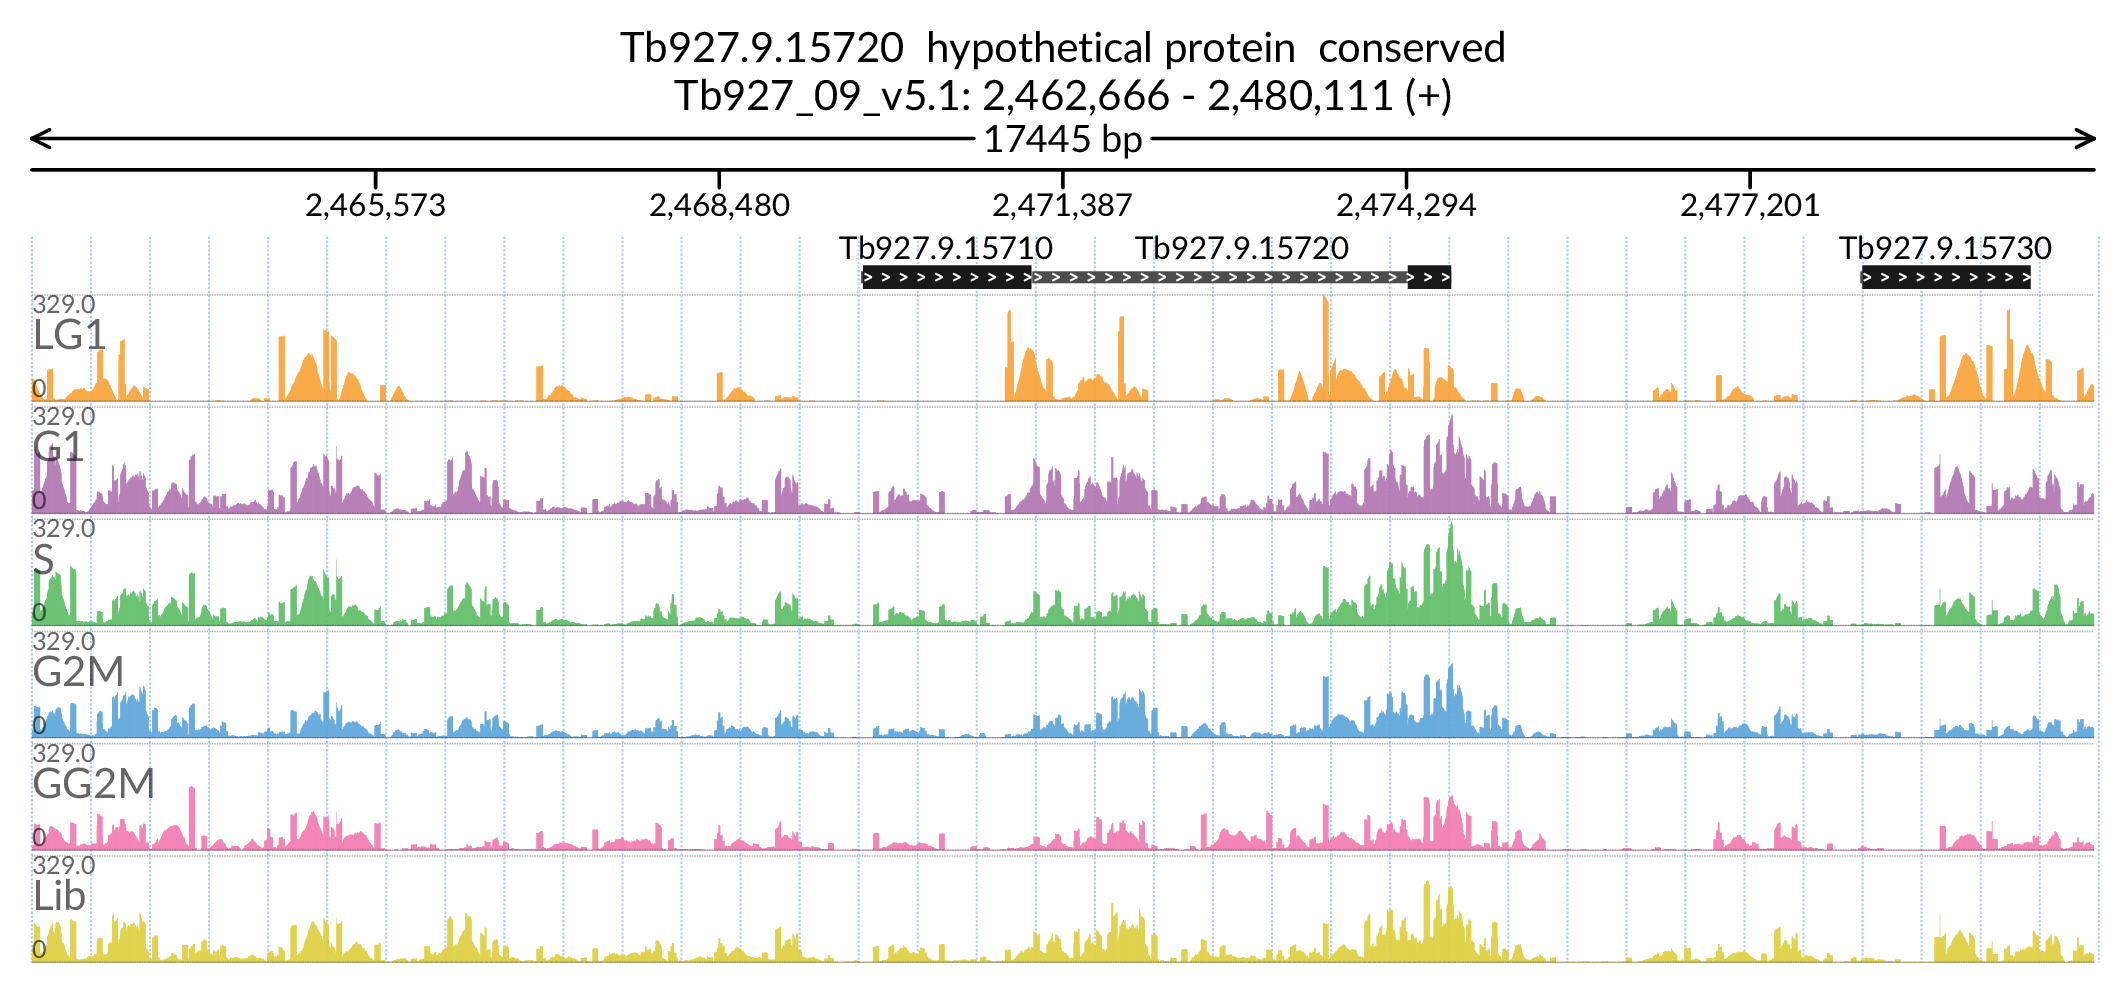 Tb927.9.15720  hypothetical protein  conserved
Tb927_09_v5.1: 2,462,666 - 2,480,111 (+)
17445 bp
2,465,573 2,468,480 2,471,387 2,474,294 2,477,201
Tb927.9.15710 Tb927.9.15720 Tb927.9.15730
329.0
LG1
0
329.0
G1
0
329.0
S
0
329.0
G2M
0
329.0
GG2M
0
329.0
Lib
0